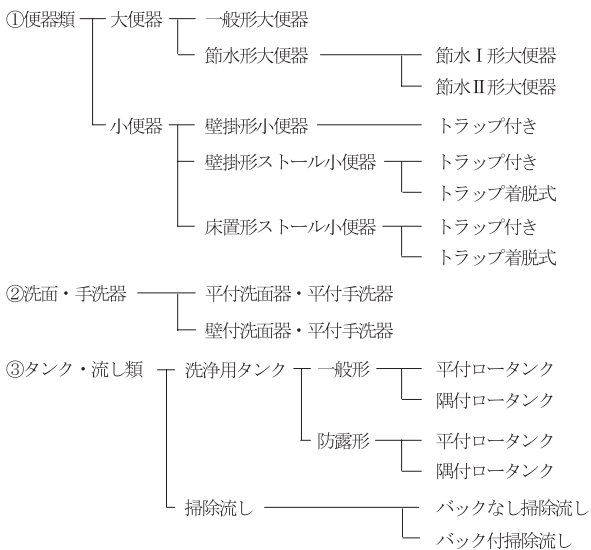 ①便器類 大便器 一般形大便器
節水形大便器 節水Ⅰ形大便器
節水Ⅱ形大便器
小便器 壁掛形小便器 トラップ付き
壁掛形ストール小便器 トラップ付き
トラップ着脱式
床置形ストール小便器 トラップ付き
トラップ着脱式
②洗面・手洗器 平付洗面器・平付手洗器
壁付洗面器・平付手洗器
③タンク・流し類 洗浄用タンク 一般形 平付ロータンク
隅付ロータンク
防露形 平付ロータンク
隅付ロータンク
掃除流し バックなし掃除流し
バック付掃除流し